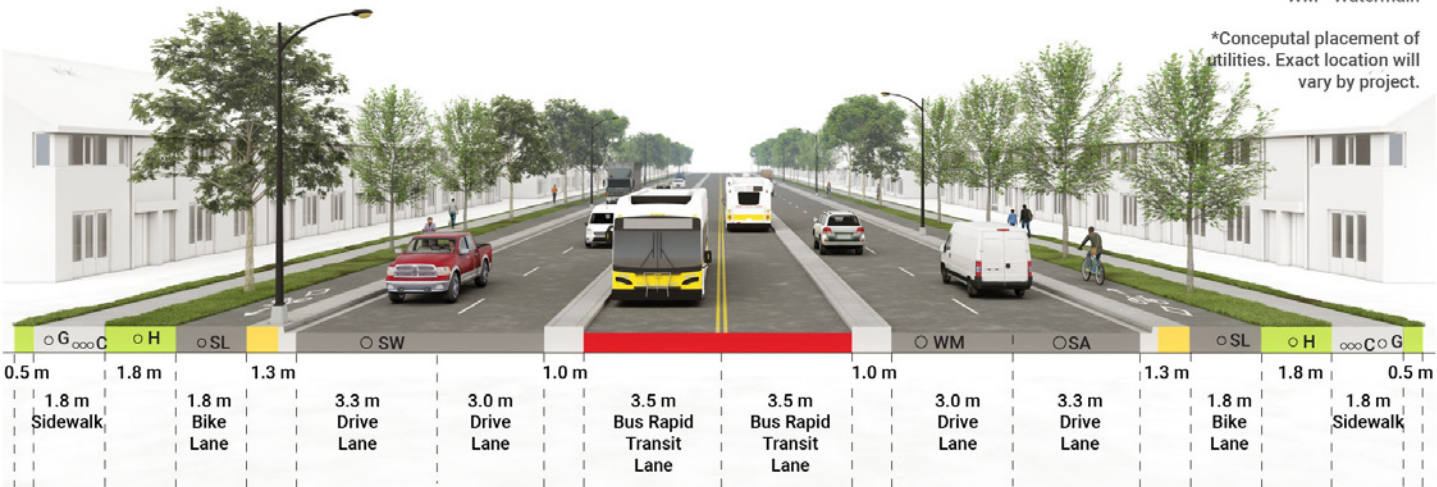 WM - Watermain
*Conceputal placement of
utilities. Exact location will
vary by project.
G C H SL SW WM SA SL H C G
0.5 m 1.8 m 1.3 m 1.0 m 1.0 m 1.3 m 1.8 m 0.5 m
1.8 m
Sidewalk
1.8 m
Bike
Lane
3.3 m
Drive
Lane
3.0 m
Drive
Lane
3.5 m
Bus Rapid
Transit
Lane
3.5 m
Bus Rapid
Transit
Lane
3.0 m
Drive
Lane
3.3 m
Drive
Lane
1.8 m
Bike
Lane
1.8 m
Sidewalk